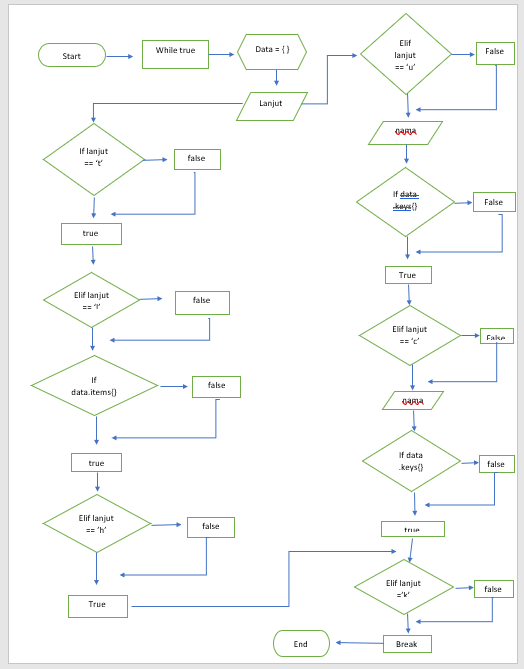 Start
While true
Data = { }
Lanjut
If lanjut
== ‘t’
false
true
Elif lanjut
== ‘l’
false
If
data.items{}
false
true
Elif lanjut
== ‘h’
false
True
Elif
lanjut
== ‘u’
False
nama
If data
.keys{}
False
True
Elif lanjut
== ‘c’
False
nama
If data
.keys{}
false
true
Elif lanjut
=‘k’
false
Break
End